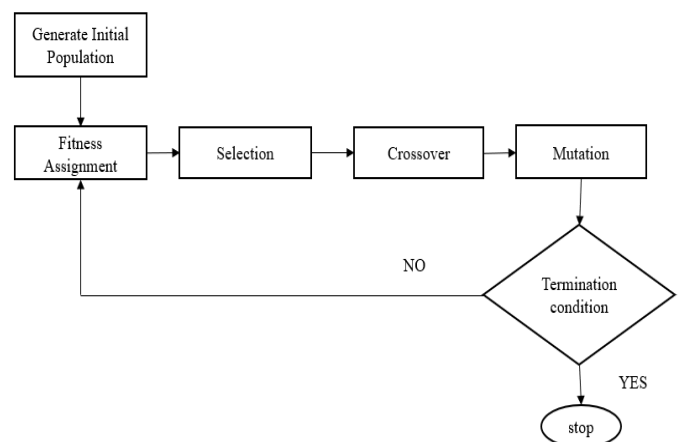 Generate Initial
Population
Fitness
Assignment
Selection
Crossover
Mutation
NO
Termination
condition
YES
stop